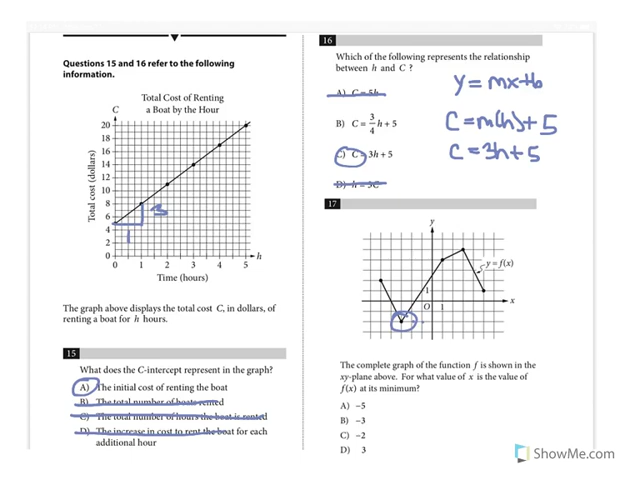 Questions 15 and 16 refer to the following
information.
Total Cost of Renting
a Boat by the Hour
C
Total cost (dollars)
20
18
16
14
12
10
8
6
4
2
0
0 1 2 3 4 5
h
Time (hours)
3
1
The graph above displays the total cost C, in dollars, of
renting a boat for h hours.
15
What does the C-intercept represent in the graph?
A) The initial cost of renting the boat
B) The total number of boats rented
C) The total number of hours the boat is rented
D) The increase in cost to rent the boat for each
additional hour
16
Which of the following represents the relationship
between h and C ?
A) C = 5h
B) C = 3/4 h + 5
C) C = 3h + 5
D) h = 3C
y = mx+b
C = m(h) + 5
C = 3h + 5
17
y
y = f(x)
1
x
O 1
The complete graph of the function f is shown in the
xy-plane above. For what value of x is the value of
f(x) at its minimum?
A) −5
B) −3
C) −2
D) 3
ShowMe.com